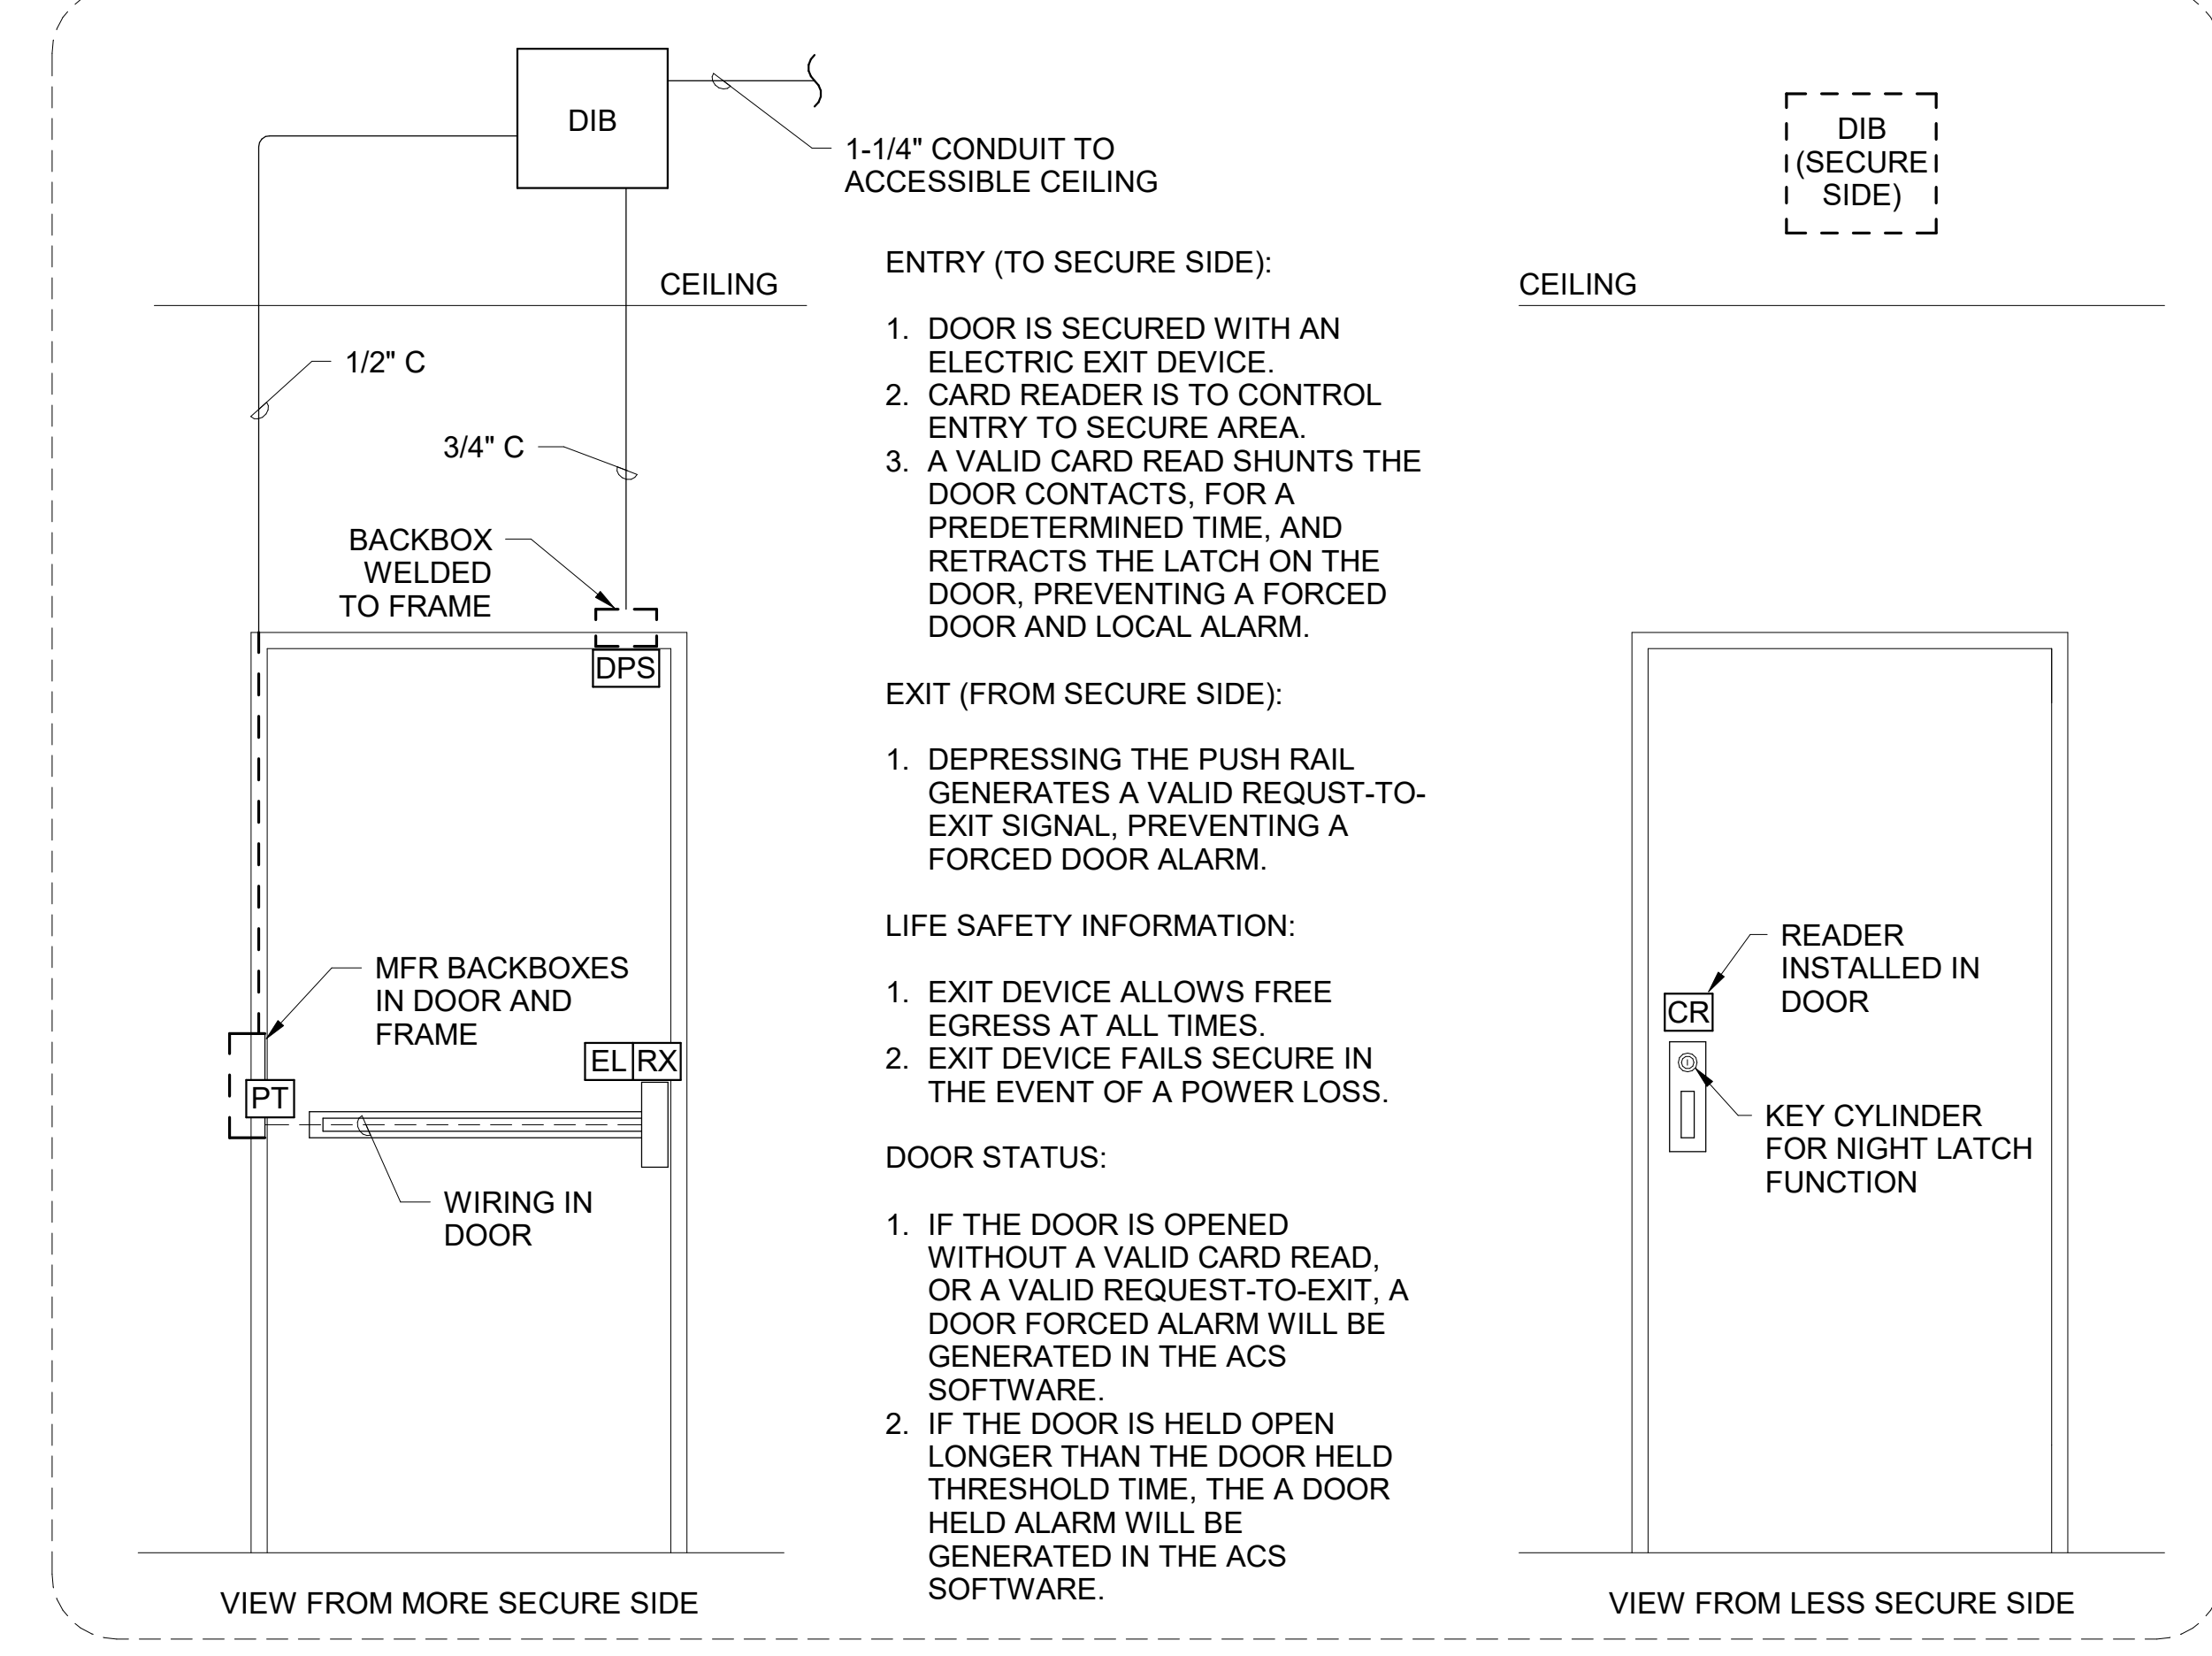 DIB
1-1/4" CONDUIT TO
ACCESSIBLE CEILING
CEILING
1/2" C
3/4" C
BACKBOX
WELDED
TO FRAME
DPS
MFR BACKBOXES
IN DOOR AND
FRAME
EL RX
PT
WIRING IN
DOOR
VIEW FROM MORE SECURE SIDE
ENTRY (TO SECURE SIDE):
1. DOOR IS SECURED WITH AN
ELECTRIC EXIT DEVICE.
2. CARD READER IS TO CONTROL
ENTRY TO SECURE AREA.
3. A VALID CARD READ SHUNTS THE
DOOR CONTACTS, FOR A
PREDETERMINED TIME, AND
RETRACTS THE LATCH ON THE
DOOR, PREVENTING A FORCED
DOOR AND LOCAL ALARM.
EXIT (FROM SECURE SIDE):
1. DEPRESSING THE PUSH RAIL
GENERATES A VALID REQUST-TO-
EXIT SIGNAL, PREVENTING A
FORCED DOOR ALARM.
LIFE SAFETY INFORMATION:
1. EXIT DEVICE ALLOWS FREE
EGRESS AT ALL TIMES.
2. EXIT DEVICE FAILS SECURE IN
THE EVENT OF A POWER LOSS.
DOOR STATUS:
1. IF THE DOOR IS OPENED
WITHOUT A VALID CARD READ,
OR A VALID REQUEST-TO-EXIT, A
DOOR FORCED ALARM WILL BE
GENERATED IN THE ACS
SOFTWARE.
2. IF THE DOOR IS HELD OPEN
LONGER THAN THE DOOR HELD
THRESHOLD TIME, THE A DOOR
HELD ALARM WILL BE
GENERATED IN THE ACS
SOFTWARE.
DIB
(SECURE
SIDE)
CEILING
READER
INSTALLED IN
DOOR
CR
KEY CYLINDER
FOR NIGHT LATCH
FUNCTION
VIEW FROM LESS SECURE SIDE